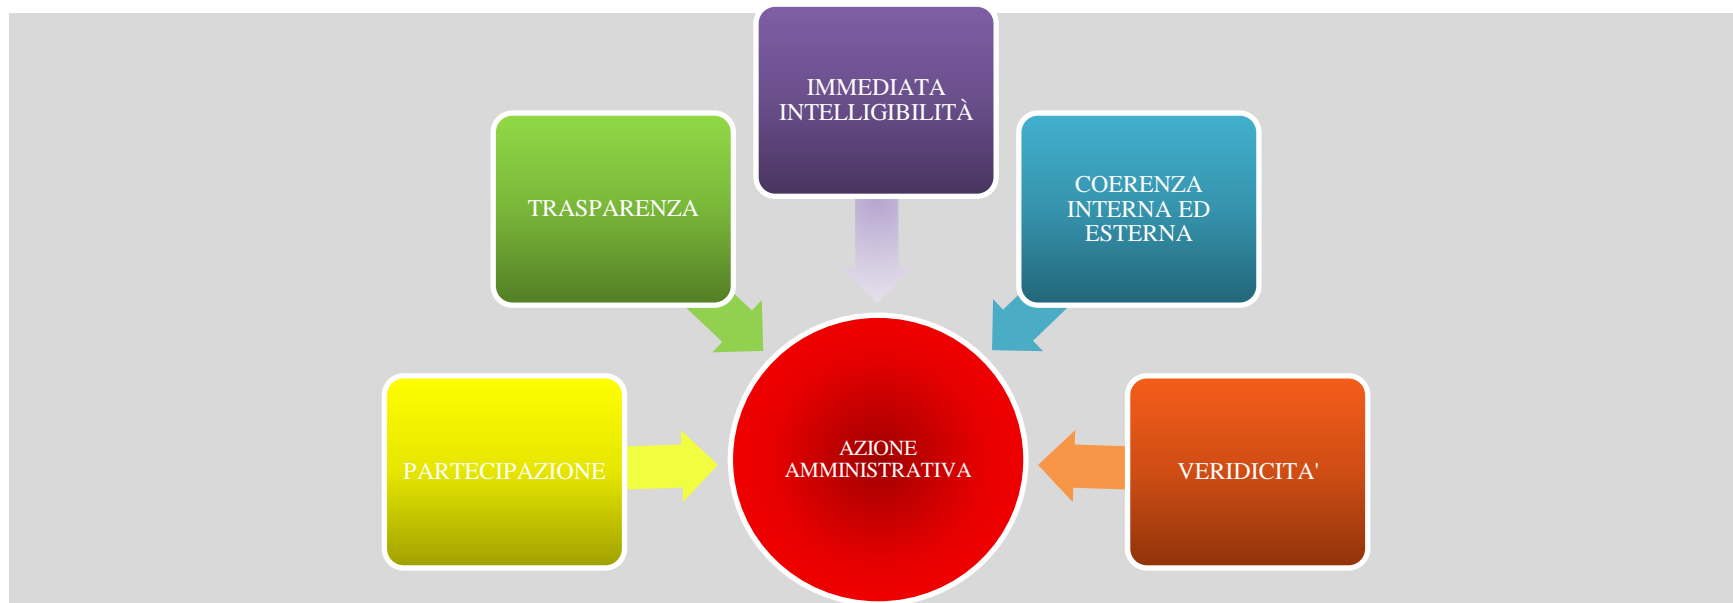 IMMEDIATA
INTELLIGIBILITÀ
TRASPARENZA
COERENZA
INTERNA ED
ESTERNA
PARTECIPAZIONE
AZIONE
AMMINISTRATIVA
VERIDICITA'